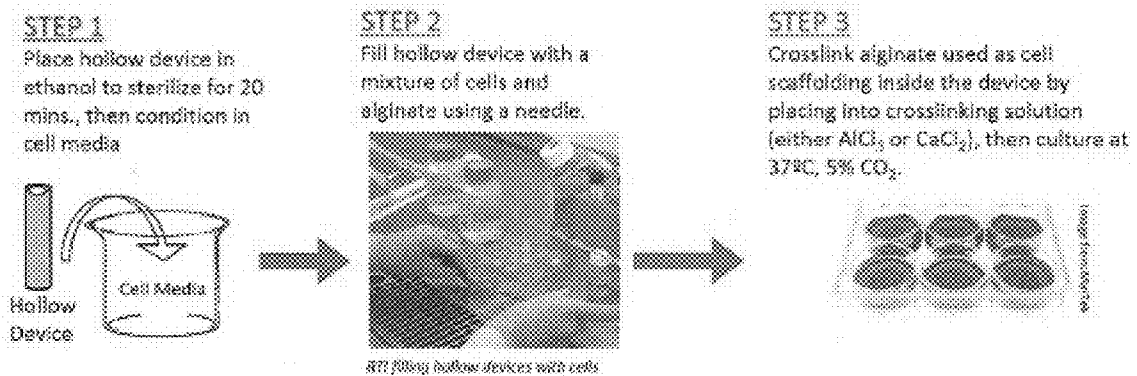 STEP 1
Place hollow device in
ethanol to sterilize for 20
mins., then condition in
cell media
Hollow
Device
Cell Media
STEP 2
Fill hollow device with a
mixture of cells and
alginate using a needle.
RTI filling hollow devices with cells
STEP 3
Crosslink alginate used as cell
scaffolding inside the device by
placing into crosslinking solution
(either AlCl₃ or CaCl₂), then culture at
37ºC, 5% CO₂.